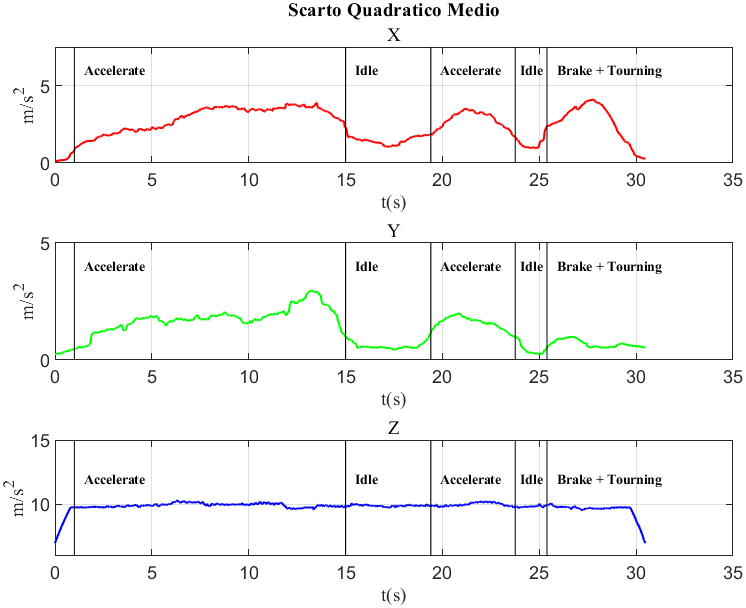 Scarto Quadratico Medio
X
Accelerate Idle Accelerate Idle Brake + Tourning
5
0
m/s²
0 5 10 15 20 25 30 35
t(s)
Y
Accelerate Idle Accelerate Idle Brake + Tourning
5
0
m/s²
0 5 10 15 20 25 30 35
t(s)
Z
15
Accelerate Idle Accelerate Idle Brake + Tourning
10
m/s²
0 5 10 15 20 25 30 35
t(s)